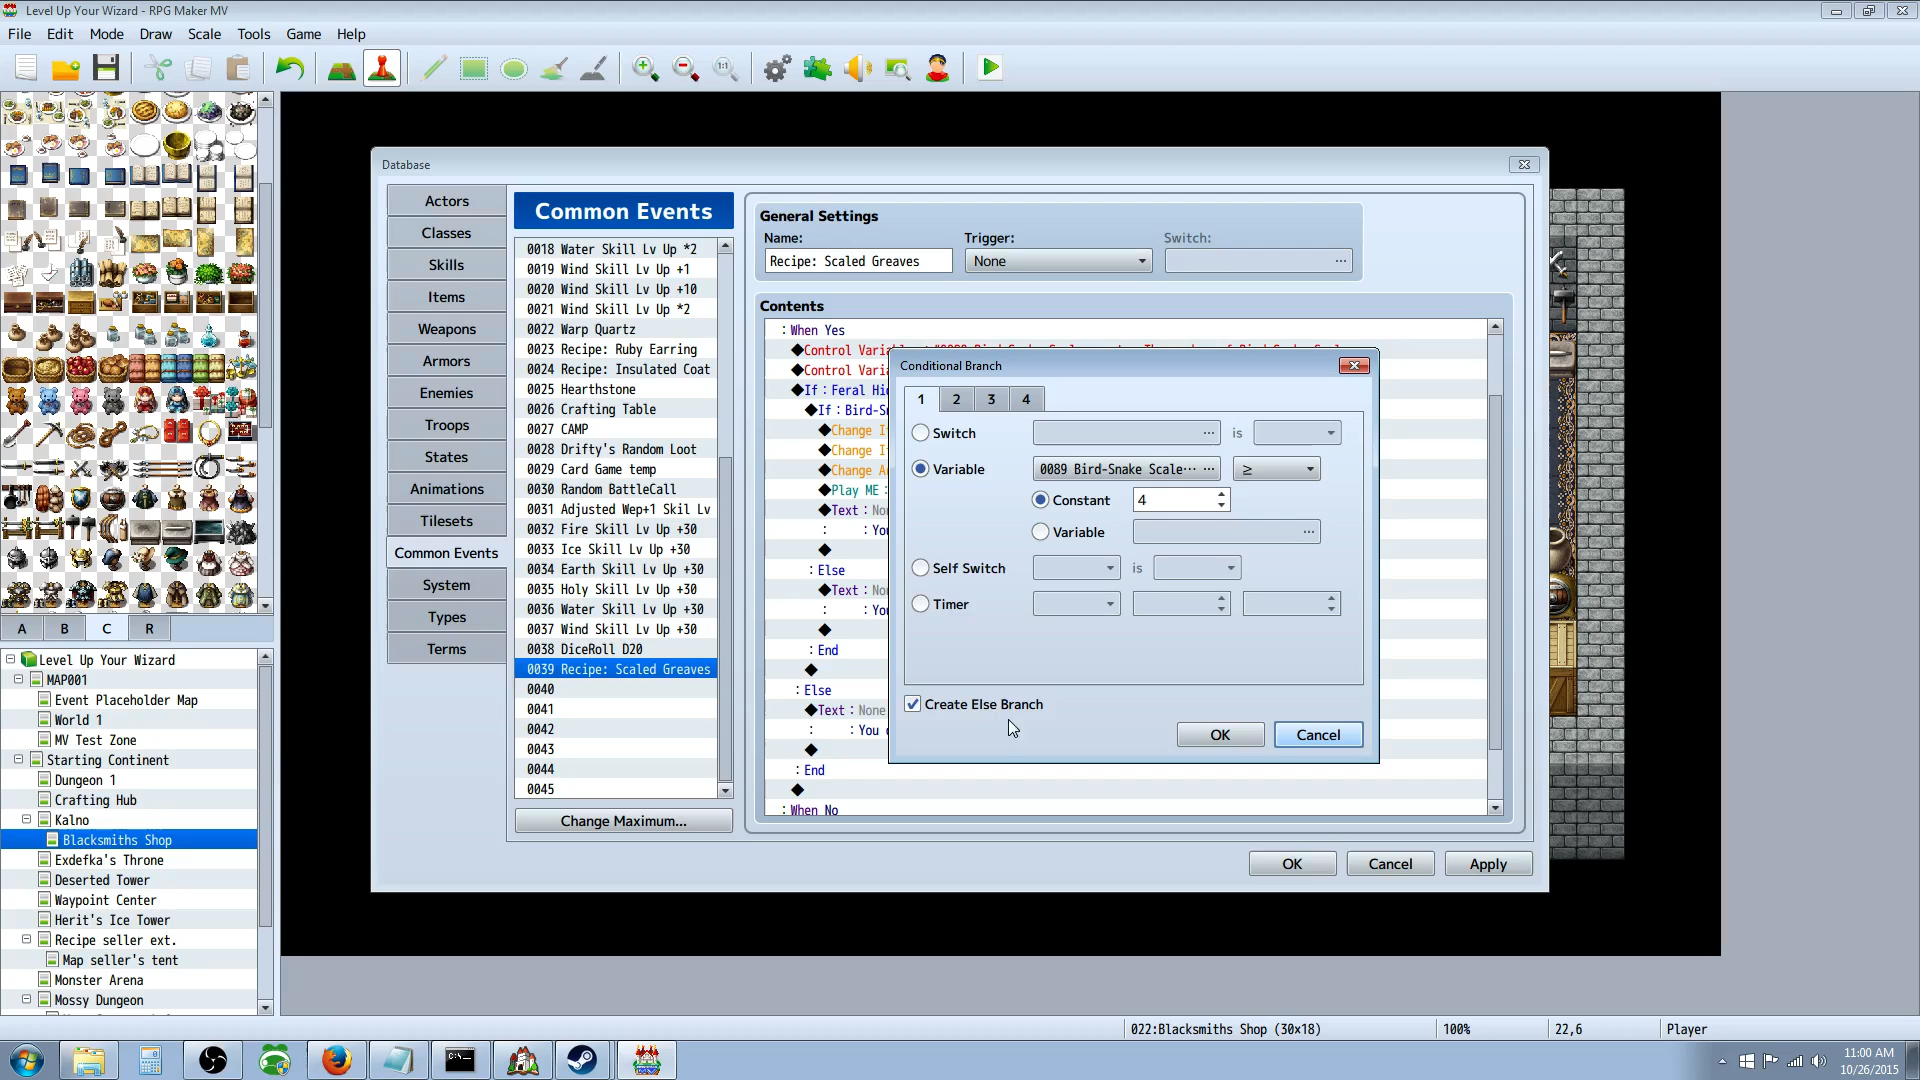 Level Up Your Wizard - RPG Maker MV
File Edit Mode Draw Scale Tools Game Help
1:1
Database
Actors
Classes
Skills
Items
Weapons
Armors
Enemies
Troops
States
Animations
Tilesets
Common Events
System
Types
Terms
Common Events
0018 Water Skill Lv Up *2
0019 Wind Skill Lv Up +1
0020 Wind Skill Lv Up +10
0021 Wind Skill Lv Up *2
0022 Warp Quartz
0023 Recipe: Ruby Earring
0024 Recipe: Insulated Coat
0025 Hearthstone
0026 Crafting Table
0027 CAMP
0028 Drifty's Random Loot
0029 Card Game temp
0030 Random BattleCall
0031 Adjusted Wep+1 Skil Lv
0032 Fire Skill Lv Up +30
0033 Ice Skill Lv Up +30
0034 Earth Skill Lv Up +30
0035 Holy Skill Lv Up +30
0036 Water Skill Lv Up +30
0037 Wind Skill Lv Up +30
0038 DiceRoll D20
0039 Recipe: Scaled Greaves
0040
0041
0042
0043
0044
0045
Change Maximum...
General Settings
Name:
Trigger:
Switch:
Recipe: Scaled Greaves
None
...
Contents
: When Yes
◆Control Varia
◆Control Varia
◆If : Feral Hi
◆If : Bird-Sn
◆Change I
◆Change I
◆Change A
◆Play ME :
◆Text : No
: : You
◆
: Else
◆Text : No
: : You
◆
: End
◆
: Else
◆Text : None
: : You
◆
: End
◆
: When No
Conditional Branch
1 2 3 4
Switch ... is
Variable 0089 Bird-Snake Scale... ... ≥
Constant 4
Variable ...
Self Switch is
Timer
Create Else Branch
OK Cancel
OK Cancel Apply
A B C R
Level Up Your Wizard
MAP001
Event Placeholder Map
World 1
MV Test Zone
Starting Continent
Dungeon 1
Crafting Hub
Kalno
Blacksmiths Shop
Exdefka's Throne
Deserted Tower
Waypoint Center
Herit's Ice Tower
Recipe seller ext.
Map seller's tent
Monster Arena
Mossy Dungeon
022:Blacksmiths Shop (30x18) 100% 22,6 Player
11:00 AM
10/26/2015